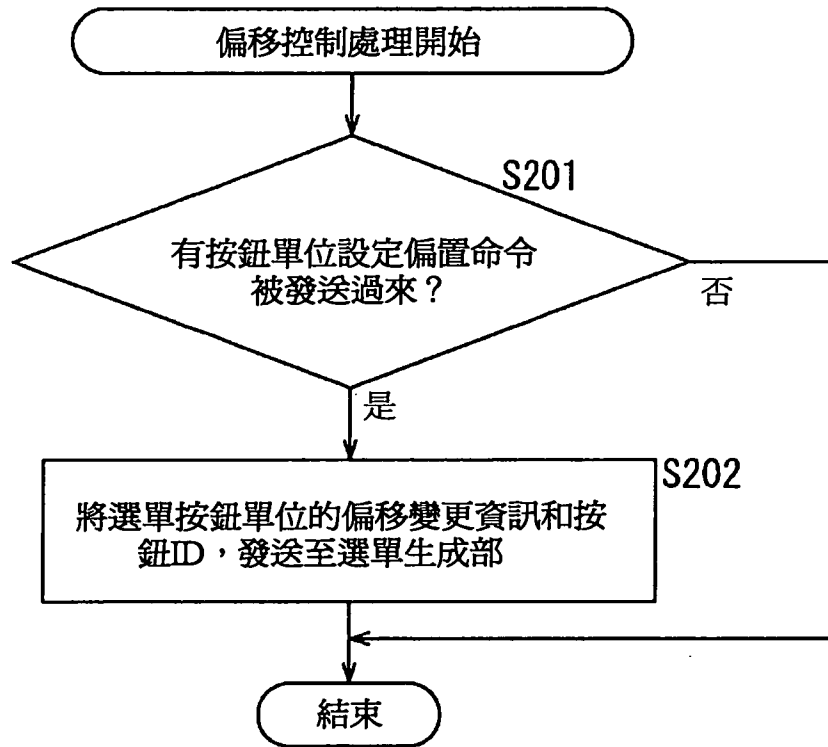 偏移控制處理開始
S201
有按鈕單位設定偏置命令
被發送過來？
否
是
S202
將選單按鈕單位的偏移變更資訊和按
鈕ID，發送至選單生成部
結束